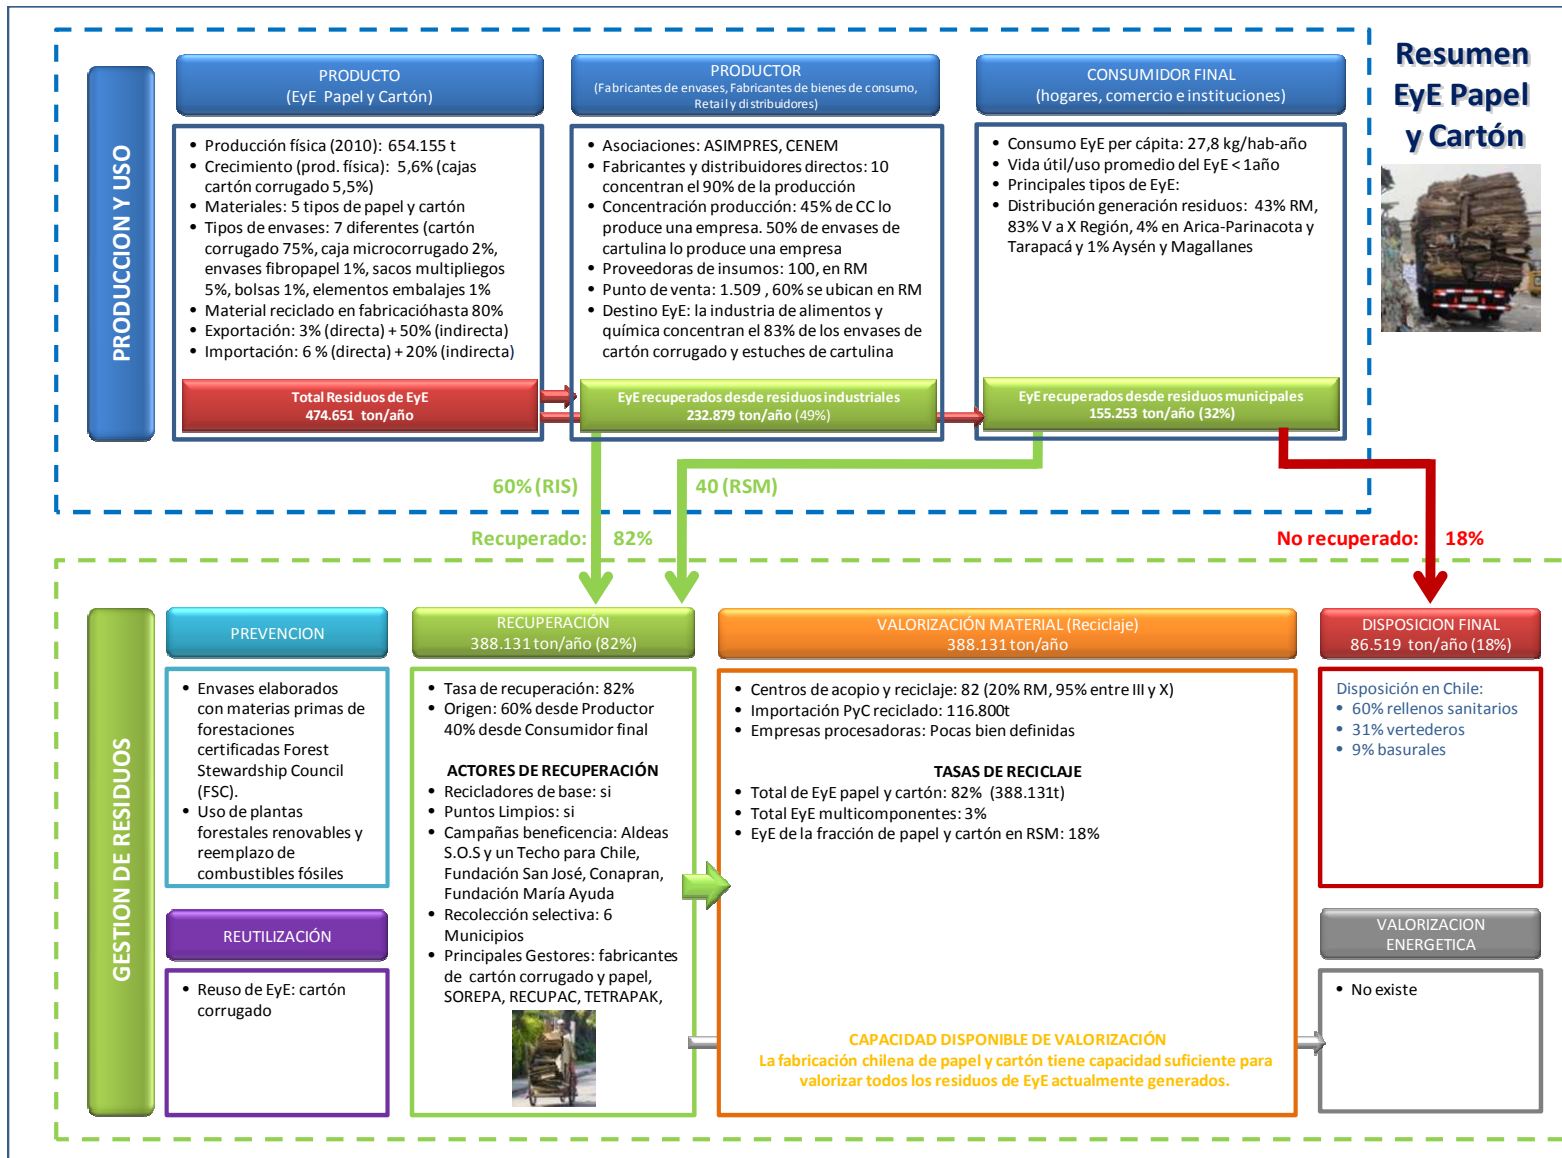 Resumen
EyE Papel
y Cartón
PRODUCCION Y USO
PRODUCTO
(EyE Papel y Cartón)
• Producción física (2010): 654.155 t
• Crecimiento (prod. física): 5,6% (cajas
cartón corrugado 5,5%)
• Materiales: 5 tipos de papel y cartón
• Tipos de envases: 7 diferentes (cartón
corrugado 75%, caja microcorrugado 2%,
envases fibropapel 1%, sacos multipliegos
5%, bolsas 1%, elementos embalajes 1%
• Material reciclado en fabricacióhasta 80%
• Exportación: 3% (directa) + 50% (indirecta)
• Importación: 6 % (directa) + 20% (indirecta)
Total Residuos de EyE
474.651 ton/año
PRODUCTOR
(Fabricantes de envases, Fabricantes de bienes de consumo,
Retail y distribuidores)
• Asociaciones: ASIMPRES, CENEM
• Fabricantes y distribuidores directos: 10
concentran el 90% de la producción
• Concentración producción: 45% de CC lo
produce una empresa. 50% de envases de
cartulina lo produce una empresa
• Proveedoras de insumos: 100, en RM
• Punto de venta: 1.509 , 60% se ubican en RM
• Destino EyE: la industria de alimentos y
química concentran el 83% de los envases de
cartón corrugado y estuches de cartulina
EyE recuperados desde residuos industriales
232.879 ton/año (49%)
CONSUMIDOR FINAL
(hogares, comercio e instituciones)
• Consumo EyE per cápita: 27,8 kg/hab-año
• Vida útil/uso promedio del EyE < 1año
• Principales tipos de EyE:
• Distribución generación residuos: 43% RM,
83% V a X Región, 4% en Arica-Parinacota y
Tarapacá y 1% Aysén y Magallanes
EyE recuperados desde residuos municipales
155.253 ton/año (32%)
60% (RIS)
40 (RSM)
Recuperado: 82%
No recuperado: 18%
GESTION DE RESIDUOS
PREVENCION
• Envases elaborados
con materias primas de
forestaciones
certificadas Forest
Stewardship Council
(FSC).
• Uso de plantas
forestales renovables y
reemplazo de
combustibles fósiles
REUTILIZACIÓN
• Reuso de EyE: cartón
corrugado
RECUPERACIÓN
388.131 ton/año (82%)
• Tasa de recuperación: 82%
• Origen: 60% desde Productor
40% desde Consumidor final
ACTORES DE RECUPERACIÓN
• Recicladores de base: si
• Puntos Limpios: si
• Campañas beneficencia: Aldeas
S.O.S y un Techo para Chile,
Fundación San José, Conapran,
Fundación María Ayuda
• Recolección selectiva: 6
Municipios
• Principales Gestores: fabricantes
de cartón corrugado y papel,
SOREPA, RECUPAC, TETRAPAK,
VALORIZACIÓN MATERIAL (Reciclaje)
388.131 ton/año
• Centros de acopio y reciclaje: 82 (20% RM, 95% entre III y X)
• Importación PyC reciclado: 116.800t
• Empresas procesadoras: Pocas bien definidas
TASAS DE RECICLAJE
• Total de EyE papel y cartón: 82% (388.131t)
• Total EyE multicomponentes: 3%
• EyE de la fracción de papel y cartón en RSM: 18%
CAPACIDAD DISPONIBLE DE VALORIZACIÓN
La fabricación chilena de papel y cartón tiene capacidad suficiente para
valorizar todos los residuos de EyE actualmente generados.
DISPOSICION FINAL
86.519 ton/año (18%)
Disposición en Chile:
• 60% rellenos sanitarios
• 31% vertederos
• 9% basurales
VALORIZACION
ENERGETICA
• No existe